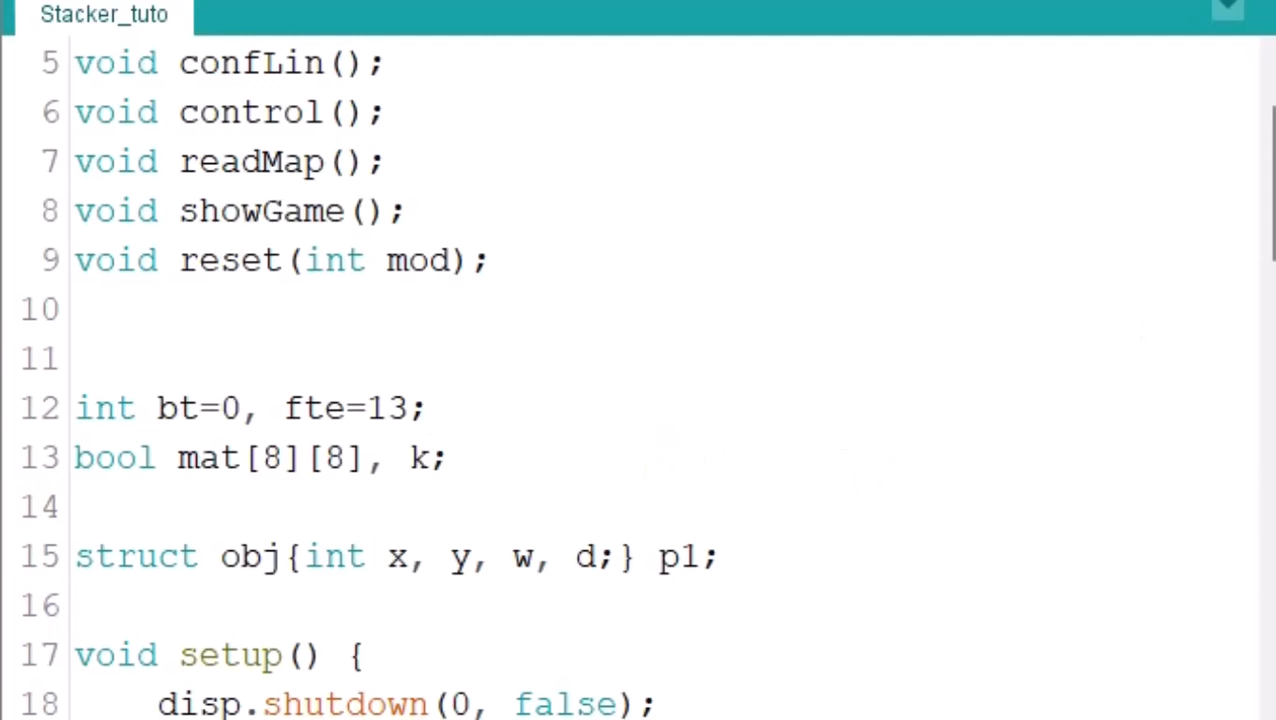 Stacker_tuto
5 void confLin();
6 void control();
7 void readMap();
8 void showGame();
9 void reset(int mod);
10
11
12 int bt=0, fte=13;
13 bool mat[8][8], k;
14
15 struct obj{int x, y, w, d;} p1;
16
17 void setup() {
18 disp.shutdown(0, false);